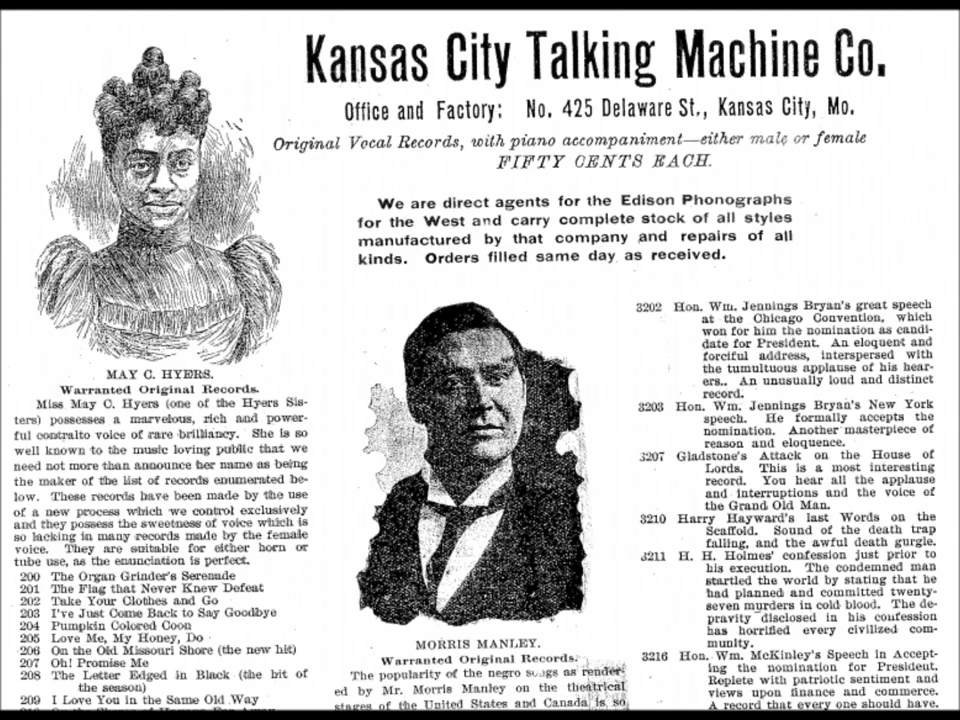 Kansas City Talking Machine Co.
Office and Factory: No. 425 Delaware St., Kansas City, Mo.
Original Vocal Records, with piano accompaniment—either male or female
FIFTY CENTS EACH.
We are direct agents for the Edison Phonographs
for the West and carry complete stock of all styles
manufactured by that company and repairs of all
kinds. Orders filled same day as received.
MAY C. HYERS.
Warranted Original Records.
Miss May C. Hyers (one of the Hyers Sis-
ters) possesses a marvelous, rich and power-
ful contralto voice of rare brilliancy. She is so
well known to the music loving public that we
need not more than announce her name as being
the maker of the list of records enumerated be-
low. These records have been made by the use
of a new process which we control exclusively
and they possess the sweetness of voice which is
so lacking in many records made by the female
voice. They are suitable for either horn or
tube use, as the enunciation is perfect.
200 The Organ Grinder's Serenade
201 The Flag that Never Knew Defeat
202 Take Your Clothes and Go
203 I've Just Come Back to Say Goodbye
204 Pumpkin Colored Coon
205 Love Me, My Honey, Do
206 On the Old Missouri Shore (the new hit)
207 Oh! Promise Me
208 The Letter Edged in Black (the hit of
the season)
209 I Love You in the Same Old Way
MORRIS MANLEY.
Warranted Original Records.
The popularity of the negro songs as render-
ed by Mr. Morris Manley on the theatrical
stages of the United States and Canada is so
3202 Hon. Wm. Jennings Bryan's great speech
at the Chicago Convention, which
won for him the nomination as candi-
date for President. An eloquent and
forciful address, interspersed with
the tumultuous applause of his hear-
ers.. An unusually loud and distinct
record.
3203 Hon. Wm. Jennings Bryan's New York
speech. He formally accepts the
nomination. Another masterpiece of
reason and eloquence.
3207 Gladstone's Attack on the House of
Lords. This is a most interesting
record. You hear all the applause
and interruptions and the voice of
the Grand Old Man.
3210 Harry Hayward's last Words on the
Scaffold. Sound of the death trap
falling, and the awful death gurgle.
3211 H. H. Holmes' confession just prior to
his execution. The condemned man
startled the world by stating that he
had planned and committed twenty-
seven murders in cold blood. The de-
pravity disclosed in his confession
has horrified every civilized com-
munity.
3216 Hon. Wm. McKinley's Speech in Accept-
ing the nomination for President.
Replete with patriotic sentiment and
views upon finance and commerce.
A record that every one should have.